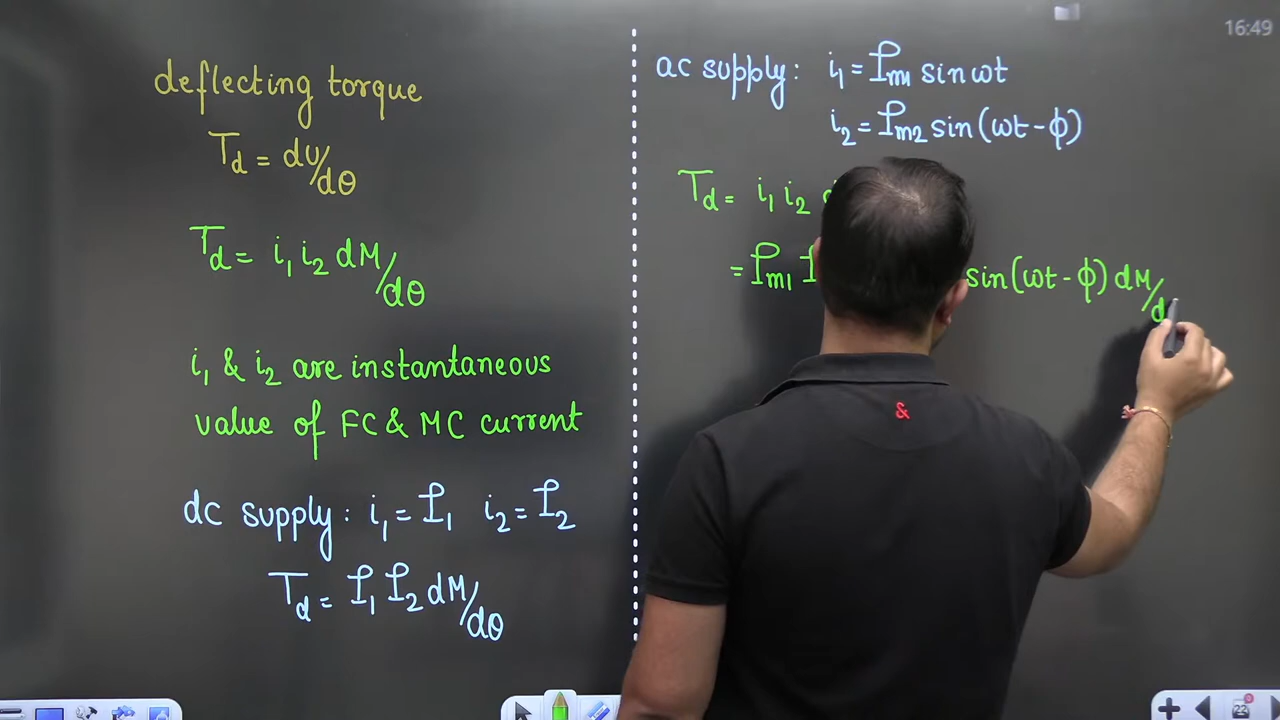 deflecting torque
Td = dU/dθ
Td = i1 i2 dM/dθ
i1 & i2 are instantaneous
value of FC & MC current
dc supply: i1 = I1 i2 = I2
Td = I1 I2 dM/dθ
16:49
ac supply: i1 = Im1 sin ωt
i2 = Im2 sin(ωt - ϕ)
Td = i1 i2
= Im1 sin(ωt - ϕ) dM/d
&
23